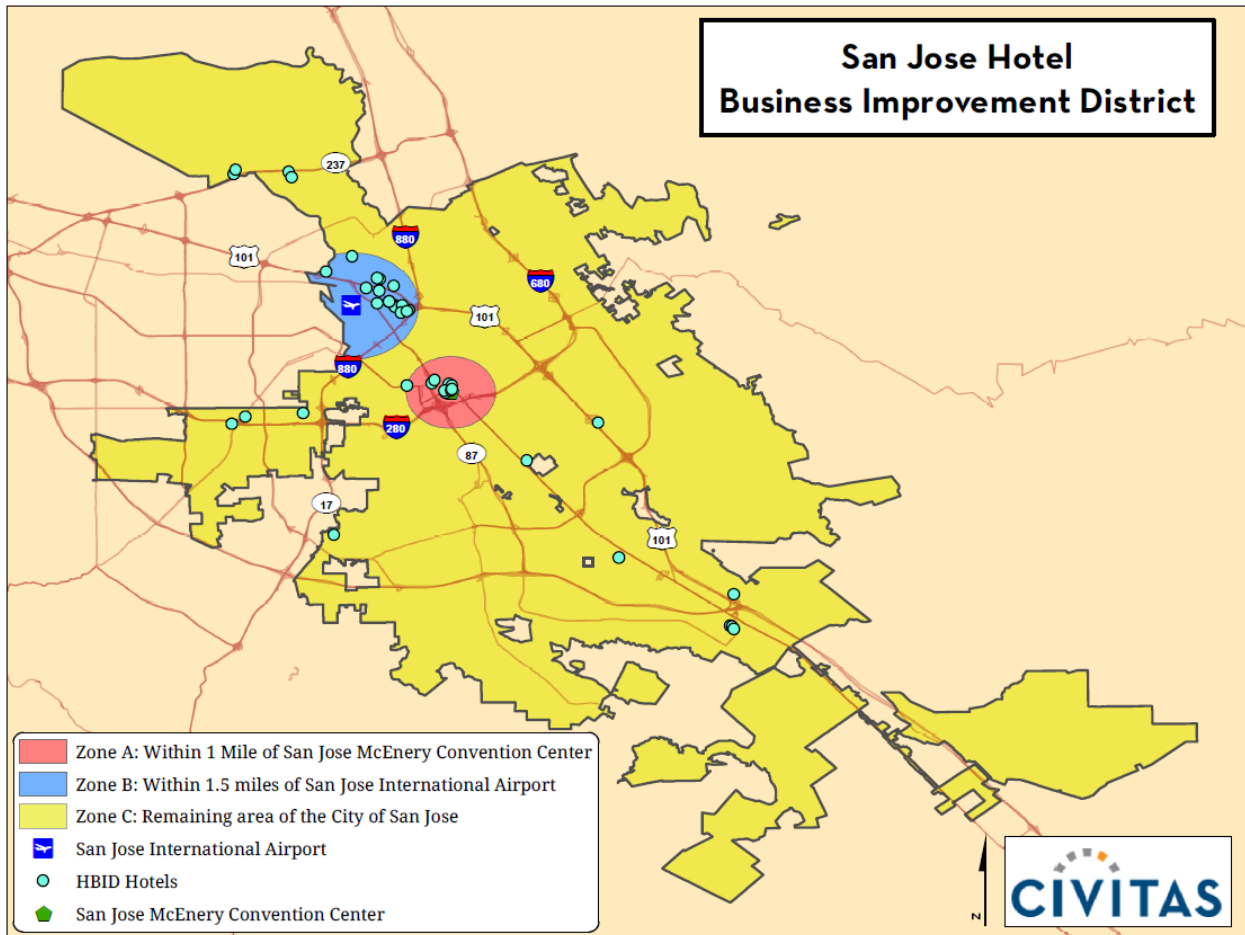 San Jose Hotel
Business Improvement District
237
880
101
680
101
880
280
87
17
101
Zone A: Within 1 Mile of San Jose McEnery Convention Center
Zone B: Within 1.5 miles of San Jose International Airport
Zone C: Remaining area of the City of San Jose
San Jose International Airport
HBID Hotels
San Jose McEnery Convention Center
N
CIVITAS